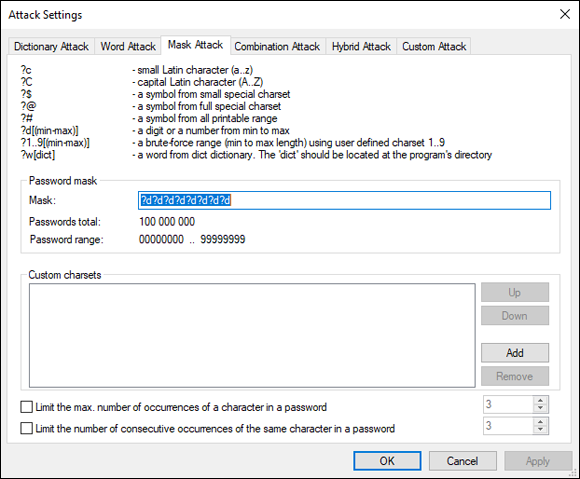 Attack Settings
Dictionary Attack Word Attack Mask Attack Combination Attack Hybrid Attack Custom Attack
?c - small Latin character (a..z)
?C - capital Latin character (A..Z)
?$ - a symbol from small special charset
?@ - a symbol from full special charset
?# - a symbol from all printable range
?d[(min-max)] - a digit or a number from min to max
?1..9[(min-max)] - a brute-force range (min to max length) using user defined charset 1..9
?w[dict] - a word from dict dictionary. The 'dict' should be located at the program's directory
Password mask
Mask: ?d?d?d?d?d?d?d?d
Passwords total: 100 000 000
Password range: 00000000 .. 99999999
Custom charsets
Up
Down
Add
Remove
Limit the max. number of occurrences of a character in a password 3
Limit the number of consecutive occurrences of the same character in a password 3
OK Cancel Apply